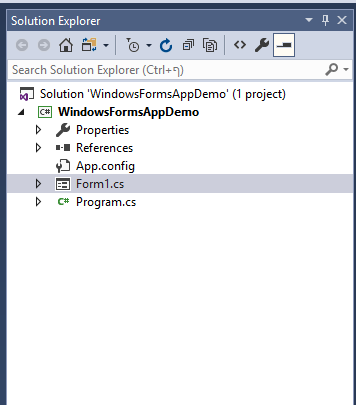 Solution Explorer
Search Solution Explorer (Ctrl+ף)
Solution 'WindowsFormsAppDemo' (1 project)
C# WindowsFormsAppDemo
Properties
References
App.config
Form1.cs
C# Program.cs